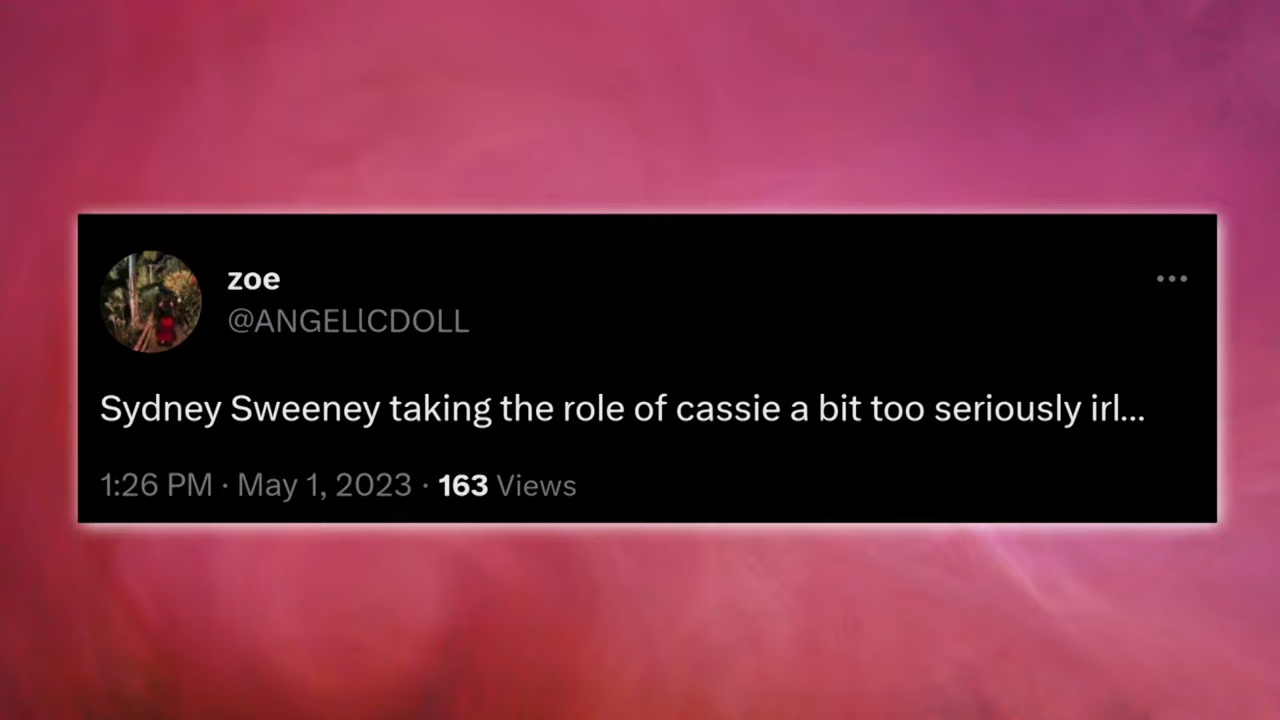 zoe
@ANGELlCDOLL
Sydney Sweeney taking the role of cassie a bit too seriously irl...
1:26 PM · May 1, 2023 · 163 Views